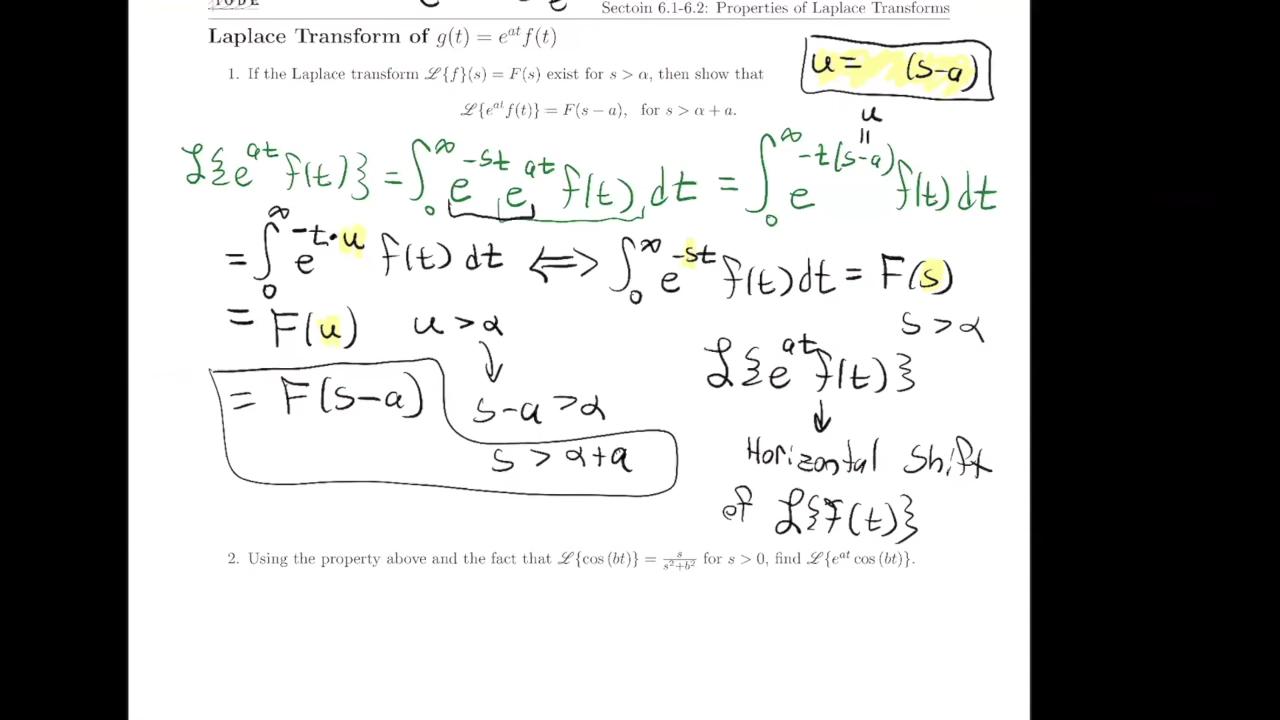 Sectoin 6.1-6.2: Properties of Laplace Transforms
Laplace Transform of g(t) = e^{at} f(t)
u = (s-a)
1. If the Laplace transform ℒ{f}(s) = F(s) exist for s > α, then show that
ℒ{e^{at} f(t)} = F(s − a), for s > α + a.
u
||
ℒ{e^{at} f(t)} = ∫_0^∞ e^{-st} e^{at} f(t) dt = ∫_0^∞ e^{-t(s-a)} f(t) dt
= ∫_0^∞ e^{-t·u} f(t) dt ⟺ ∫_0^∞ e^{-st} f(t) dt = F(s)
= F(u) u > α s > α
ℒ{e^{at} f(t)}
= F(s-a) s-a > α
↓
s > α+a Horizontal Shift
of ℒ{f(t)}
2. Using the property above and the fact that ℒ{cos (bt)} = s/(s²+b²) for s > 0, find ℒ{e^{at} cos (bt)}.